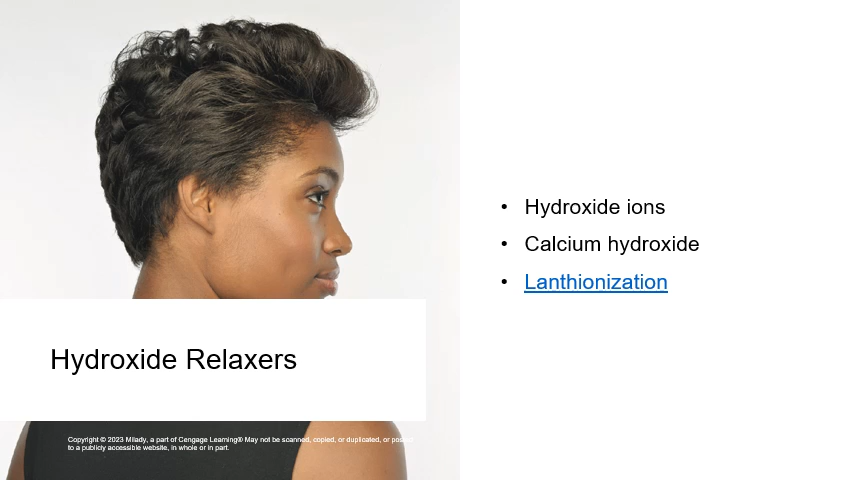 Hydroxide ions
Calcium hydroxide
Lanthionization
Hydroxide Relaxers
Copyright © 2023 Milady, a part of Cengage Learning® May not be scanned, copied, or duplicated, or posted
to a publicly accessible website, in whole or in part.